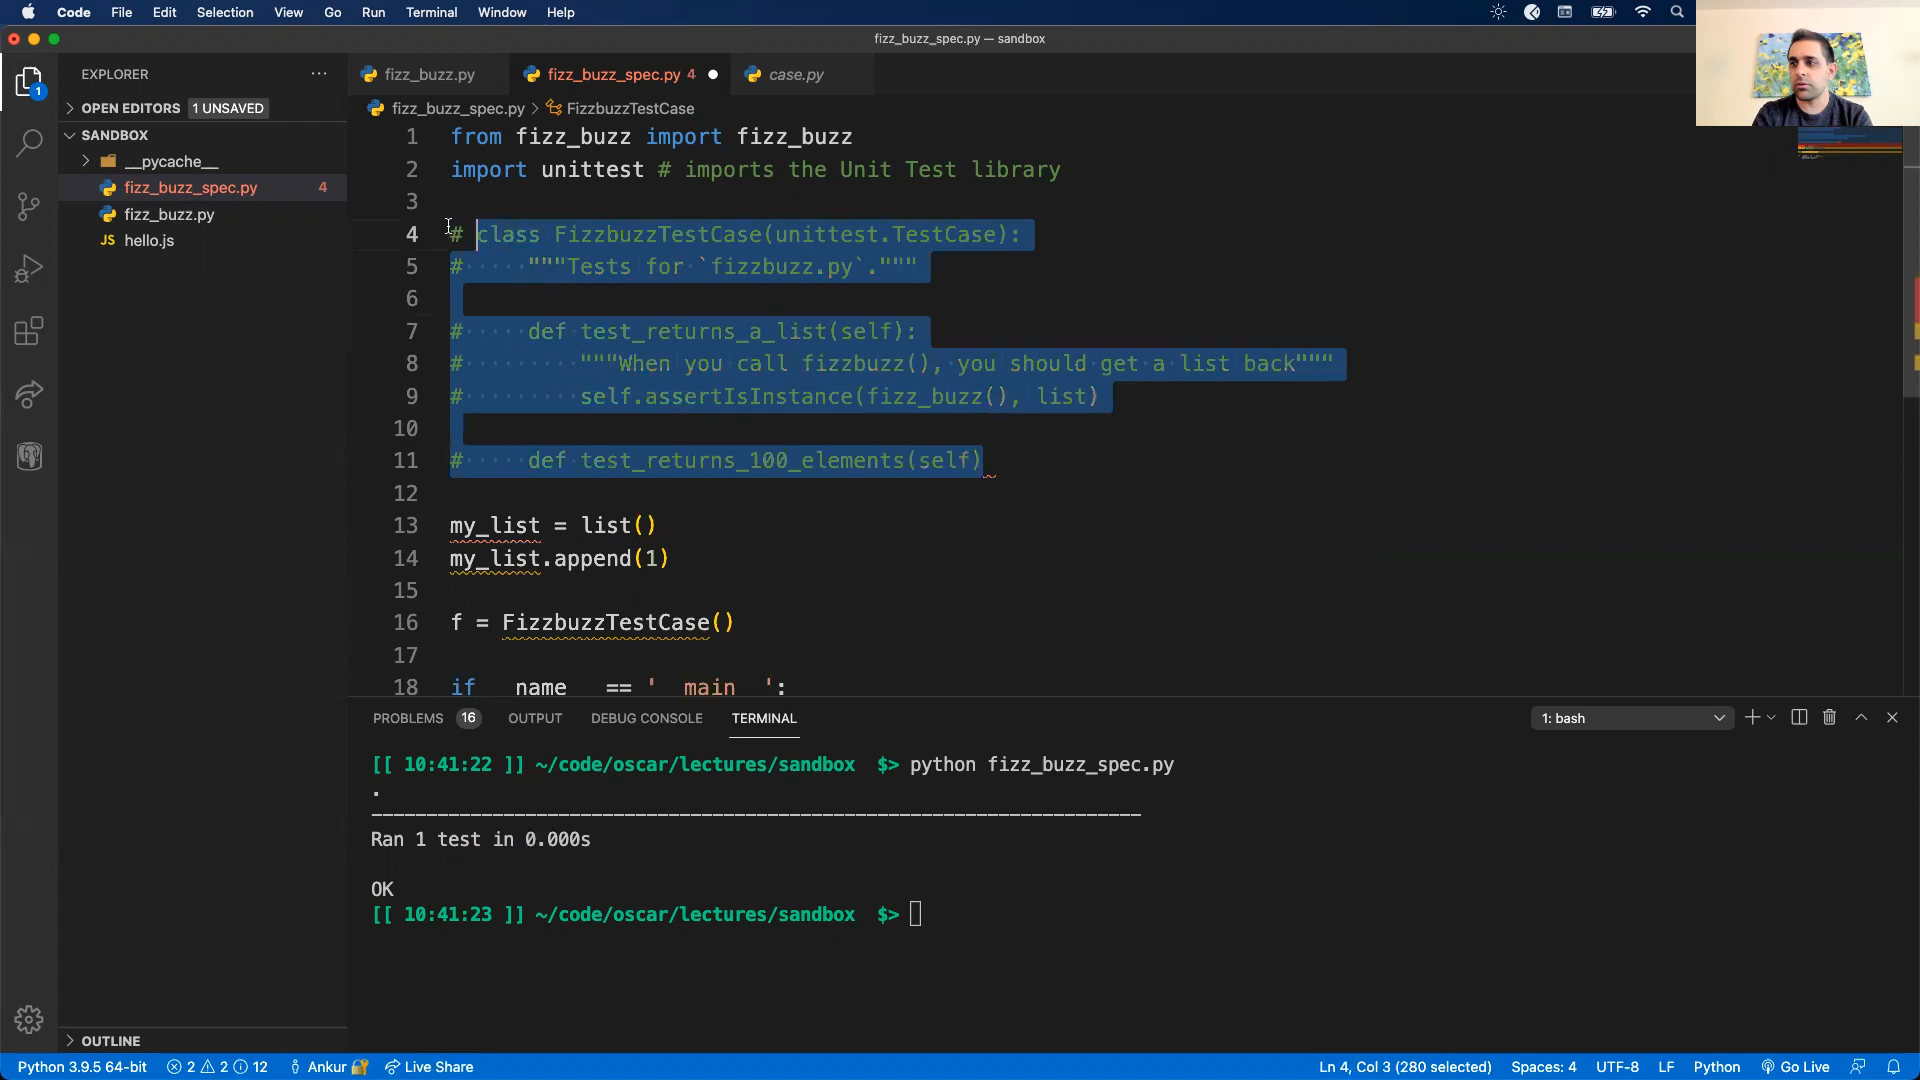 Code File Edit Selection View Go Run Terminal Window Help
fizz_buzz_spec.py — sandbox
EXPLORER
fizz_buzz.py
fizz_buzz_spec.py 4
case.py
OPEN EDITORS 1 UNSAVED
fizz_buzz_spec.py > FizzbuzzTestCase
SANDBOX
__pycache__
fizz_buzz_spec.py 4
fizz_buzz.py
JS hello.js
1 from fizz_buzz import fizz_buzz
2 import unittest # imports the Unit Test library
3
4 # class FizzbuzzTestCase(unittest.TestCase):
5 #     """Tests for `fizzbuzz.py`."""
6
7 #     def test_returns_a_list(self):
8 #         """When you call fizzbuzz(), you should get a list back"""
9 #         self.assertIsInstance(fizz_buzz(), list)
10
11 #     def test_returns_100_elements(self)
12
13 my_list = list()
14 my_list.append(1)
15
16 f = FizzbuzzTestCase()
17
18 if __name__ == '__main__':
PROBLEMS 16 OUTPUT DEBUG CONSOLE TERMINAL
1: bash
[[ 10:41:22 ]] ~/code/oscar/lectures/sandbox $> python fizz_buzz_spec.py
.
----------------------------------------------------------------------
Ran 1 test in 0.000s
OK
[[ 10:41:23 ]] ~/code/oscar/lectures/sandbox $>
OUTLINE
Python 3.9.5 64-bit 2 2 12 Ankur Live Share Ln 4, Col 3 (280 selected) Spaces: 4 UTF-8 LF Python Go Live